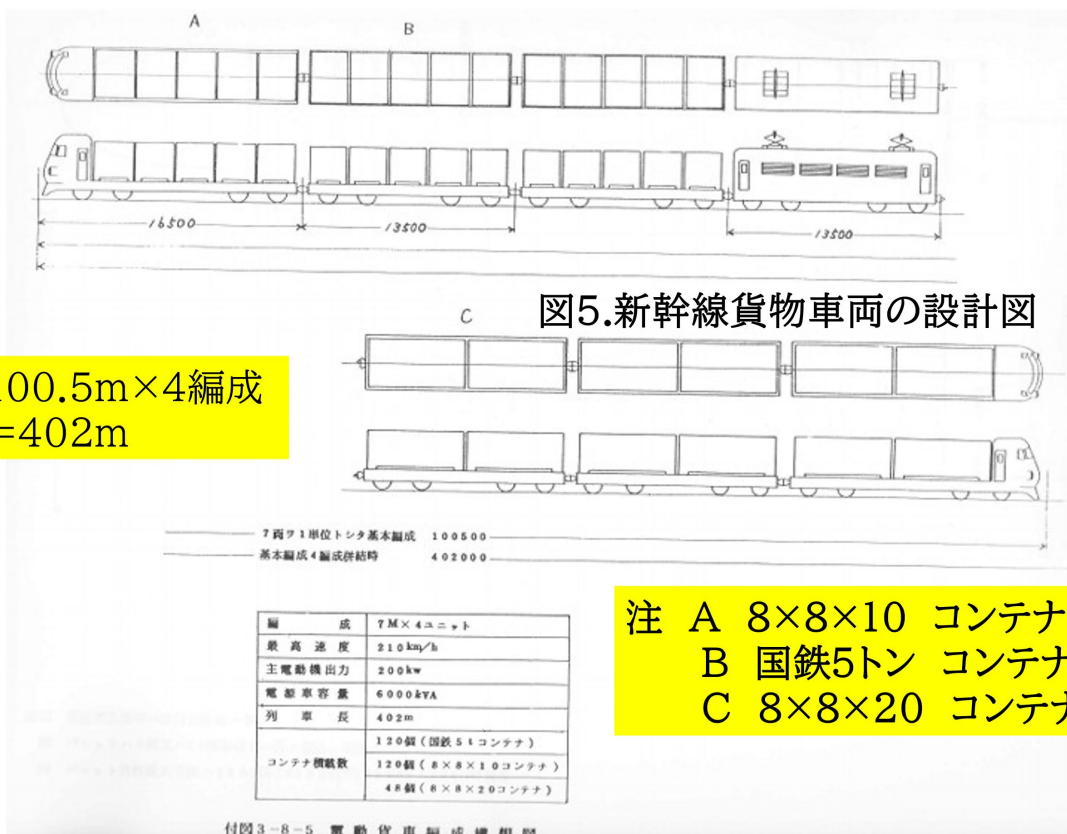 A
B
16500
13500
13500
図5.新幹線貨物車両の設計図
C
00.5m×4編成
=402m
7両ヲ1単位トシタ基本編成 100500
基本編成4編成併結時 402000
編成 7M×4ユニット
最高速度 210km/h
主電動機出力 200kw
電源車容量 6000kVA
列車長 402m
コンテナ積載数 120個(国鉄5tコンテナ)
120個(8×8×10コンテナ)
48個(8×8×20コンテナ)
注 A 8×8×10 コンテナ
B 国鉄5トン コンテナ
C 8×8×20 コンテナ
付図3-8-5 電動貨車編成構想図